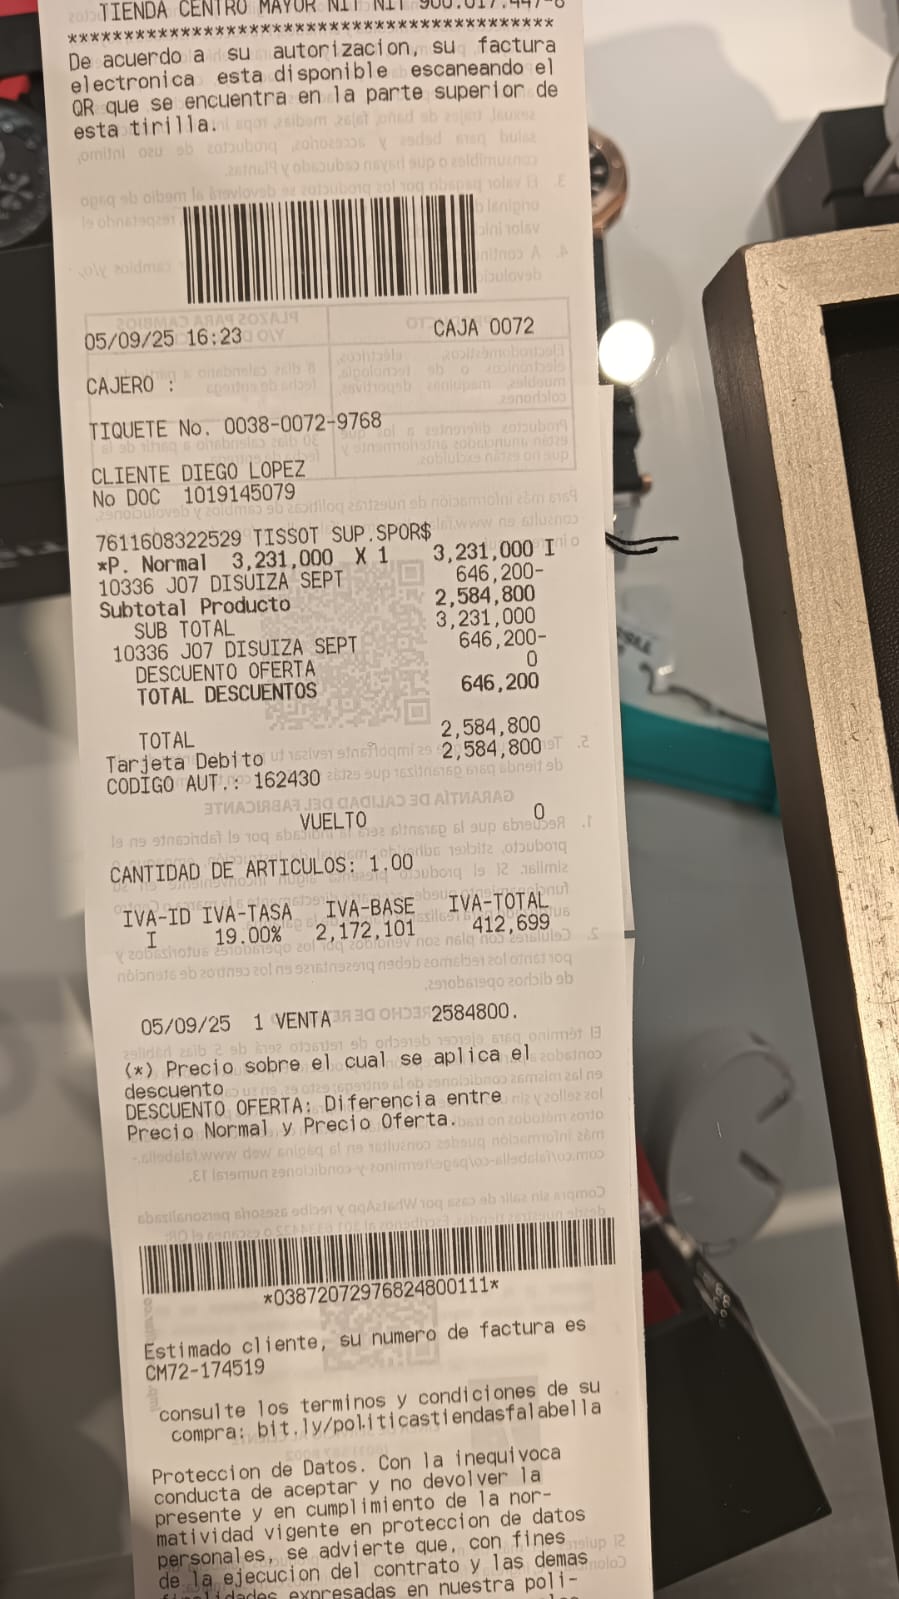 TIENDA CENTRO MAYOR NIT NIT 900.017.447-8
*******************************************
De acuerdo a su autorizacion, su factura
electronica esta disponible escaneando el
QR que se encuentra en la parte superior de
esta tirilla.
05/09/25 16:23 CAJA 0072
CAJERO :
TIQUETE No. 0038-0072-9768
CLIENTE DIEGO LOPEZ
No DOC 1019145079
7611608322529 TISSOT SUP.SPOR$
*P. Normal 3,231,000 X 1 3,231,000 I
10336 J07 DISUIZA SEPT 646,200-
Subtotal Producto 2,584,800
SUB TOTAL 3,231,000
10336 J07 DISUIZA SEPT 646,200-
DESCUENTO OFERTA 0
TOTAL DESCUENTOS 646,200
TOTAL 2,584,800
Tarjeta Debito 2,584,800
CODIGO AUT.: 162430
VUELTO 0
CANTIDAD DE ARTICULOS: 1.00
IVA-ID IVA-TASA IVA-BASE IVA-TOTAL
I 19.00% 2,172,101 412,699
05/09/25 1 VENTA 2584800.
(*) Precio sobre el cual se aplica el
descuento
DESCUENTO OFERTA: Diferencia entre
Precio Normal y Precio Oferta.
*03872072976824800111*
Estimado cliente, su numero de factura es
CM72-174519
consulte los terminos y condiciones de su
compra: bit.ly/politicastiendasfalabella
Proteccion de Datos. Con la inequivoca
conducta de aceptar y no devolver la
presente y en cumplimiento de la nor-
matividad vigente en proteccion de datos
personales, se advierte que, con fines
de la ejecucion del contrato y las demas
finalidades expresadas en nuestra poli-